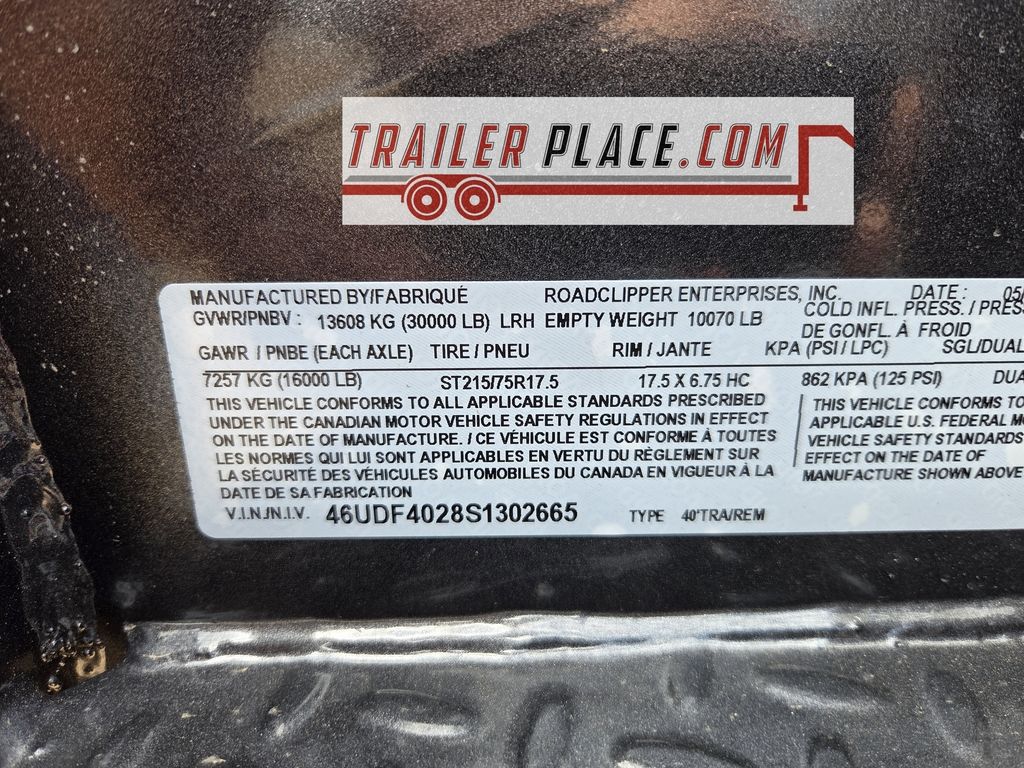 TRAILER PLACE.COM
MANUFACTURED BY/FABRIQUÉ ROADCLIPPER ENTERPRISES, INC. DATE : 05/
GVWR/PNBV : 13608 KG (30000 LB) LRH EMPTY WEIGHT 10070 LB COLD INFL. PRESS. / PRESS
DE GONFL. À FROID
GAWR / PNBE (EACH AXLE) TIRE / PNEU RIM / JANTE KPA (PSI / LPC) SGL/DUAL
7257 KG (16000 LB) ST215/75R17.5 17.5 X 6.75 HC 862 KPA (125 PSI) DUA
THIS VEHICLE CONFORMS TO ALL APPLICABLE STANDARDS PRESCRIBED
UNDER THE CANADIAN MOTOR VEHICLE SAFETY REGULATIONS IN EFFECT
ON THE DATE OF MANUFACTURE. / CE VÉHICULE EST CONFORME À TOUTES
LES NORMES QUI LUI SONT APPLICABLES EN VERTU DU RÈGLEMENT SUR
LA SÉCURITÉ DES VÉHICULES AUTOMOBILES DU CANADA EN VIGUEUR À LA
DATE DE SA FABRICATION
THIS VEHICLE CONFORMS TO
APPLICABLE U.S. FEDERAL MO
VEHICLE SAFETY STANDARDS
EFFECT ON THE DATE OF
MANUFACTURE SHOWN ABOVE
V.I.N./N.I.V. 46UDF4028S1302665 TYPE 40'TRA/REM